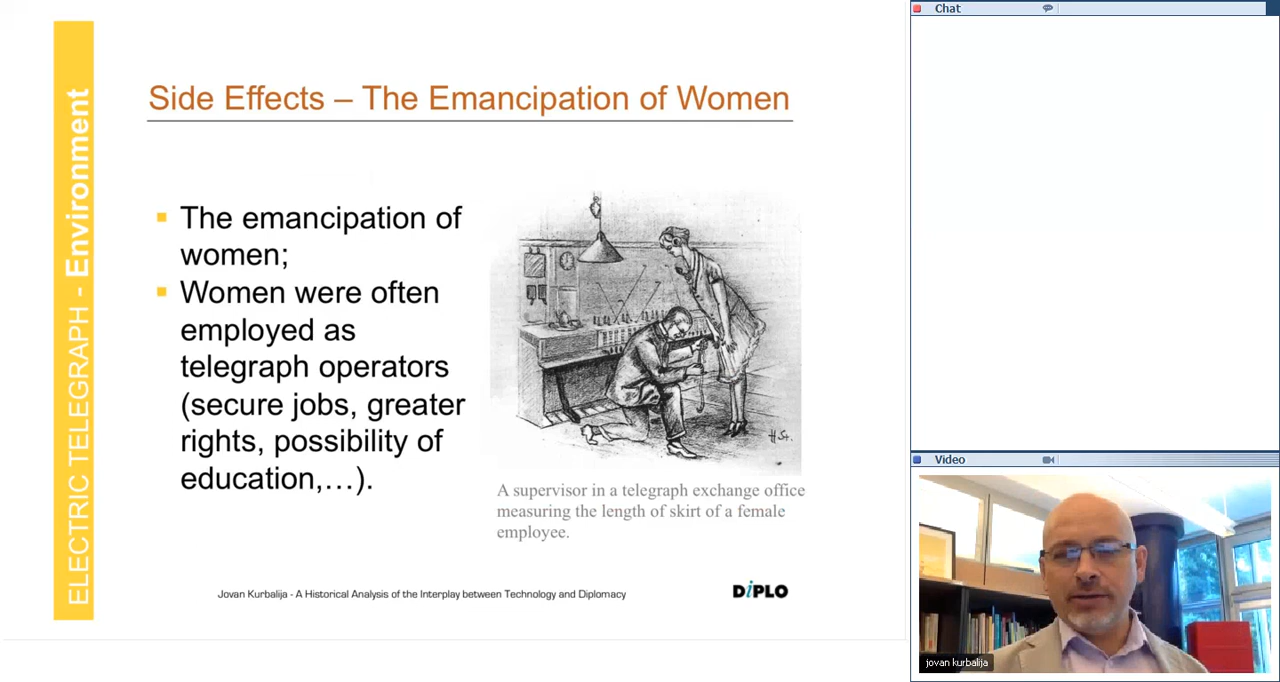 Chat
ELECTRIC TELEGRAPH - Environment
Side Effects – The Emancipation of Women
▪ The emancipation of
women;
▪ Women were often
employed as
telegraph operators
(secure jobs, greater
rights, possibility of
education,…).
H St.
A supervisor in a telegraph exchange office
measuring the length of skirt of a female
employee.
Jovan Kurbalija - A Historical Analysis of the Interplay between Technology and Diplomacy
DiPLO
Video
jovan kurbalija